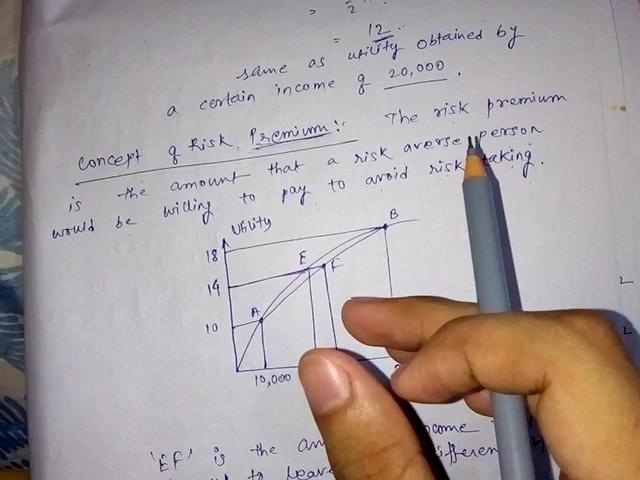 2
= 12
same as utility obtained by
a certain income of 20,000.
Concept of Risk Premium:- The risk premium
is the amount that a risk averse person
would be willing to pay to avoid risk taking.
Utility
B
18
E
F
14
A
10
10,000
'EF' is the